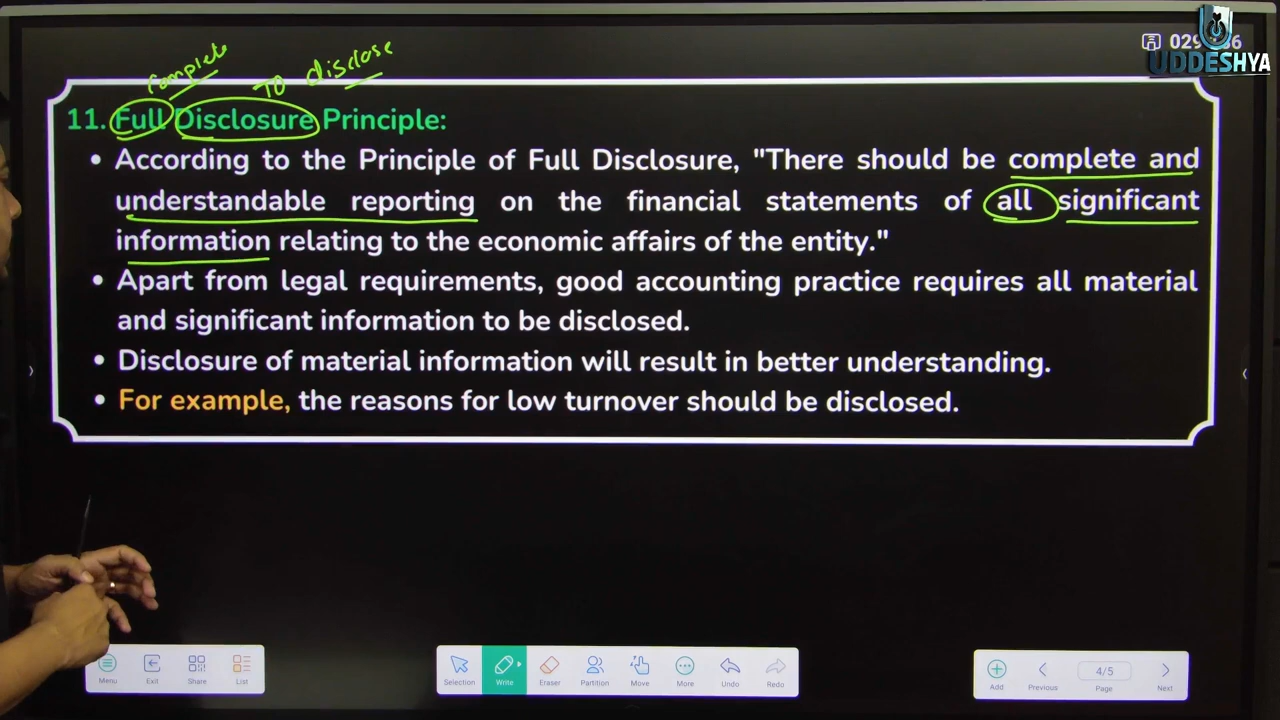 UDDESHYA
complete
TO disclose
11. Full Disclosure Principle:
• According to the Principle of Full Disclosure, "There should be complete and
understandable reporting on the financial statements of all significant
information relating to the economic affairs of the entity."
• Apart from legal requirements, good accounting practice requires all material
and significant information to be disclosed.
• Disclosure of material information will result in better understanding.
• For example, the reasons for low turnover should be disclosed.
Menu Exit Share List Selection Write Eraser Partition Move More Undo Redo Add Previous 4/5 Page Next